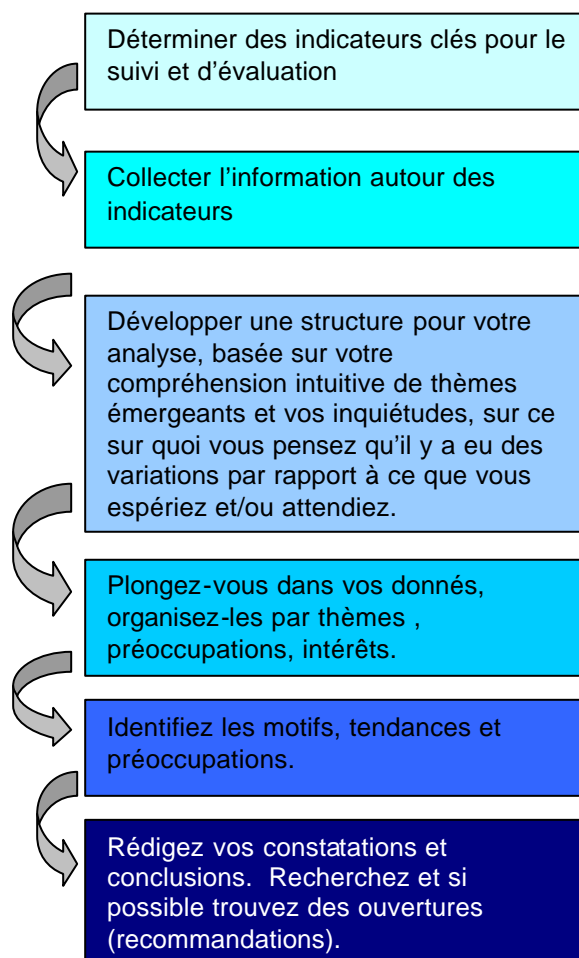 Déterminer des indicateurs clés pour le
suivi et d'évaluation
Collecter l'information autour des
indicateurs
Développer une structure pour votre
analyse, basée sur votre
compréhension intuitive de thèmes
émergeants et vos inquiétudes, sur ce
sur quoi vous pensez qu'il y a eu des
variations par rapport à ce que vous
espériez et/ou attendiez.
Plongez-vous dans vos donnés,
organisez-les par thèmes ,
préoccupations, intérêts.
Identifiez les motifs, tendances et
préoccupations.
Rédigez vos constatations et
conclusions.  Recherchez et si
possible trouvez des ouvertures
(recommandations).